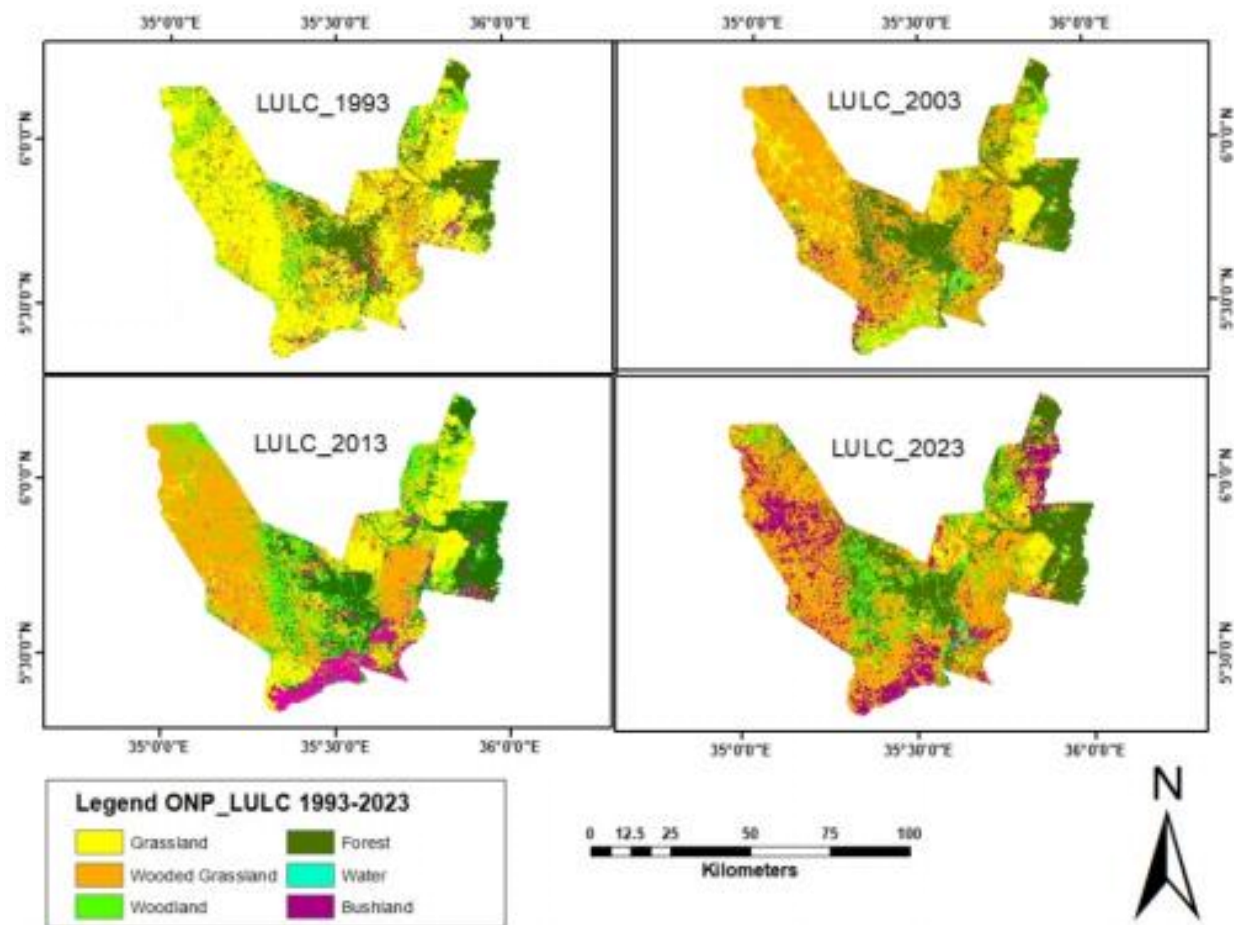 35°0'0"E 35°30'0"E 36°0'0"E 35°0'0"E 35°30'0"E 36°0'0"E
LULC_1993
LULC_2003
6°0'0"N 6°0'0"N
5°30'0"N 5°30'0"N
LULC_2013
LULC_2023
6°0'0"N 6°0'0"N
5°30'0"N 5°30'0"N
35°0'0"E 35°30'0"E 36°0'0"E 35°0'0"E 35°30'0"E 36°0'0"E
Legend ONP_LULC 1993-2023
Grassland Forest
Wooded Grassland Water
Woodland Bushland
0 12.5 25 50 75 100
Kilometers
N